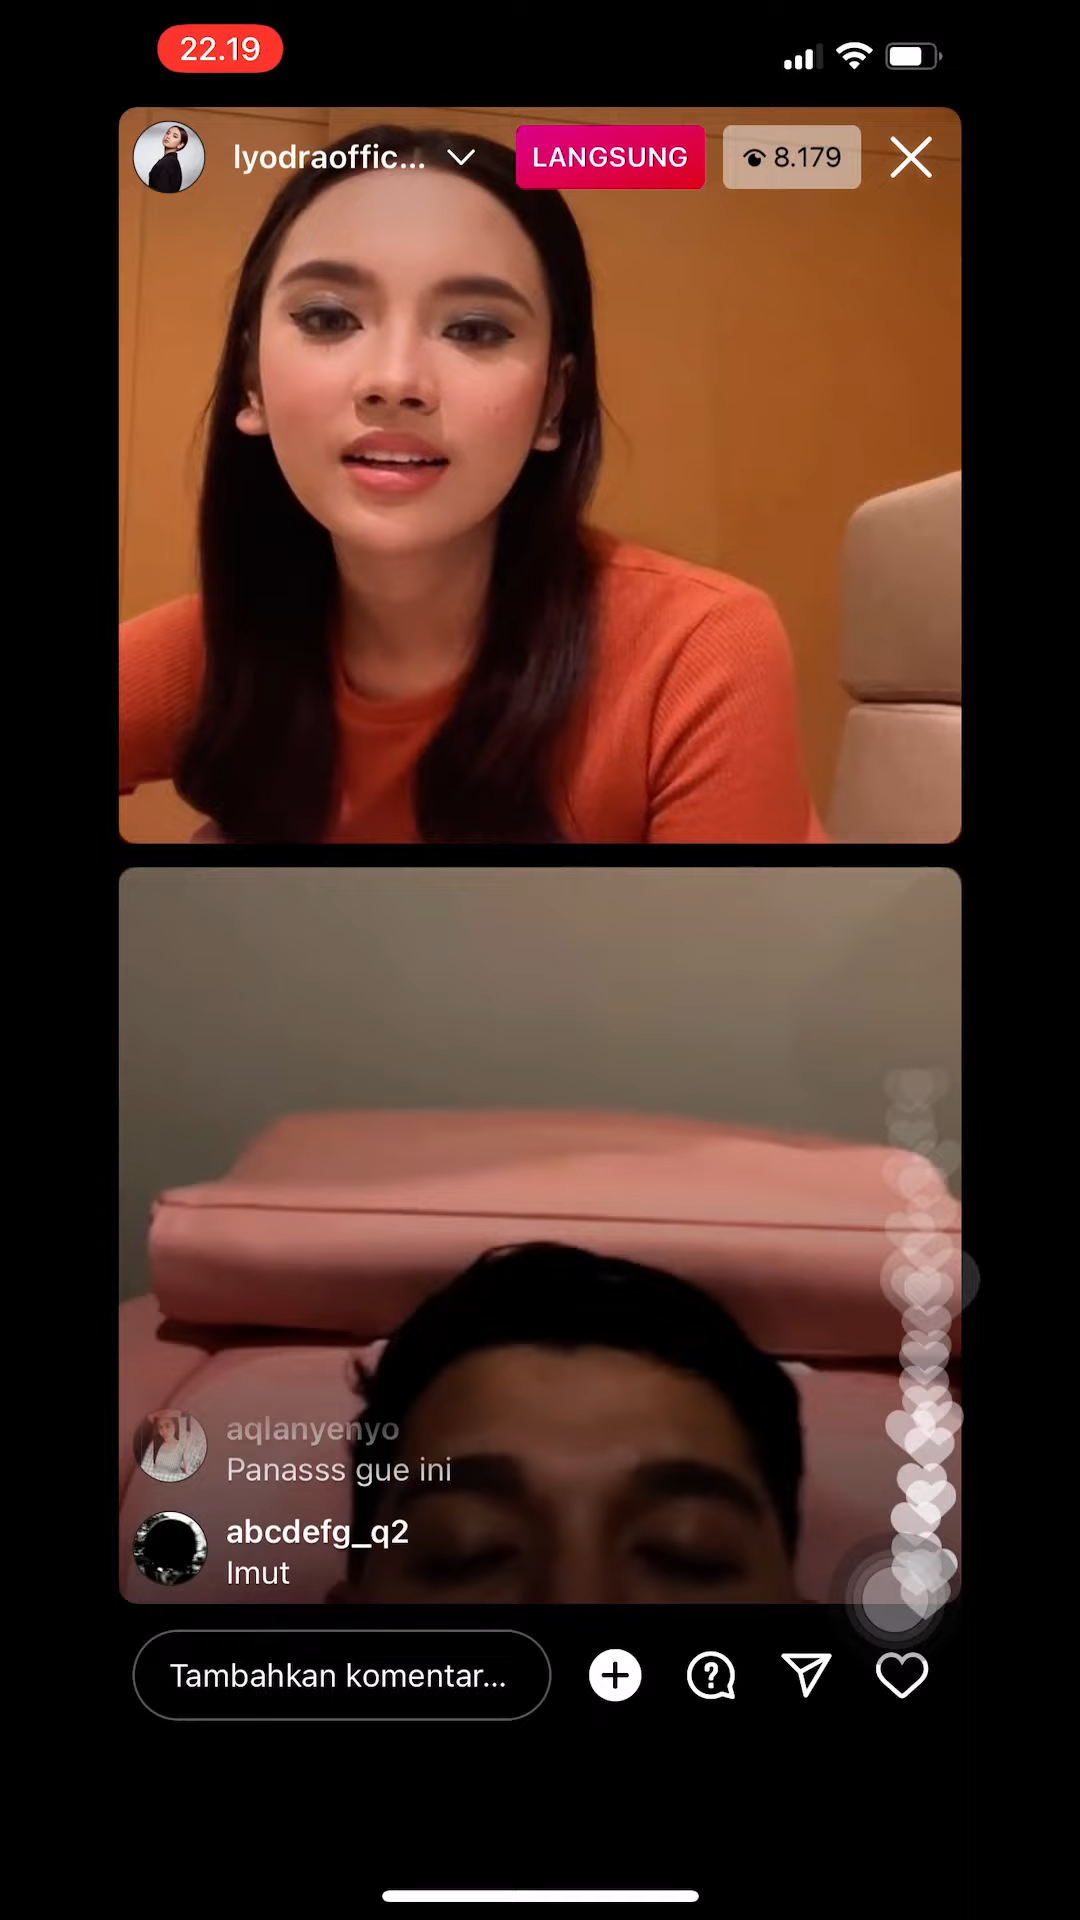 22.19
lyodraoffic...
LANGSUNG
8.179
aqlanyenyo
Panasss gue ini
abcdefg_q2
Imut
Tambahkan komentar...